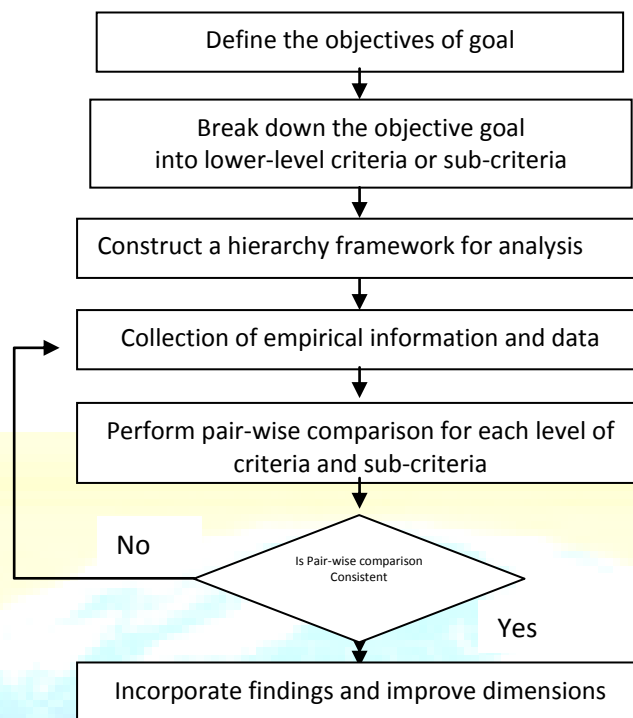 Define the objectives of goal
Break down the objective goal
into lower-level criteria or sub-criteria
Construct a hierarchy framework for analysis
Collection of empirical information and data
Perform pair-wise comparison for each level of
criteria and sub-criteria
No
Is Pair-wise comparison
Consistent
Yes
Incorporate findings and improve dimensions